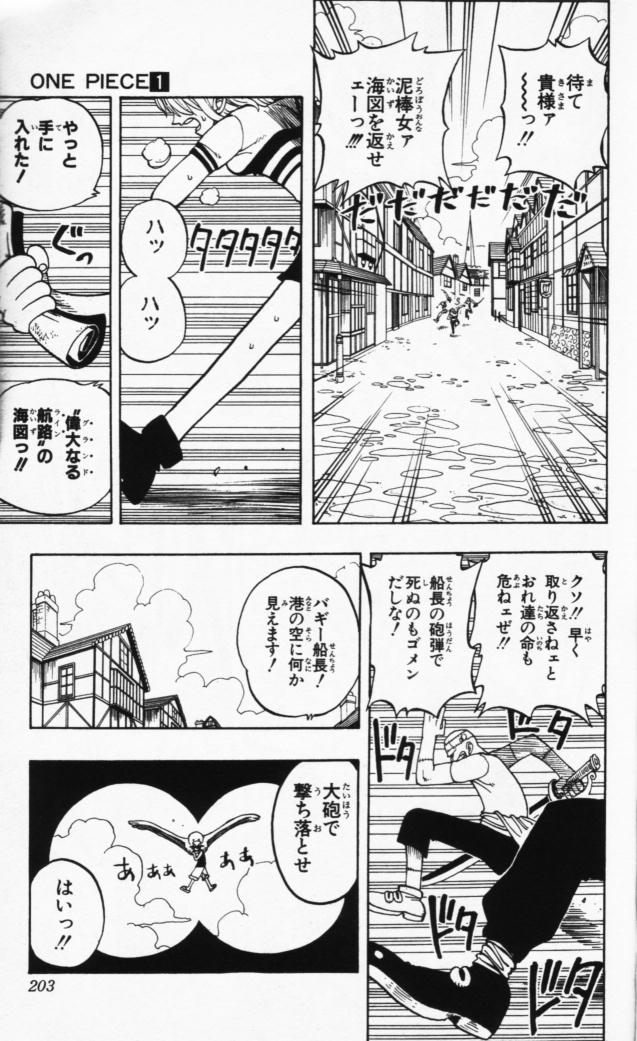 ONE PIECE 1
待て
貴様ァ
〜〜〜っ!!
泥棒女ァ
海図を返せ
ェーっ!!!
だだだだだだ
タタタタタ
ハッ
ハッ
やっと
手に
入れた!
ぐっ
“偉大なる
航路”の
海図っ!!
クソ!!早く
取り返さねェと
おれ達の命も
危ねェぜ!!
船長の砲弾で
死ぬのもゴメン
だしな!
ドドタ
ドドタ
ドドタ
ドドタ
バギー船長!
港の空に何か
見えます!
大砲で
撃ち落とせ
ああ
ああ
あ
はいっ!!
203